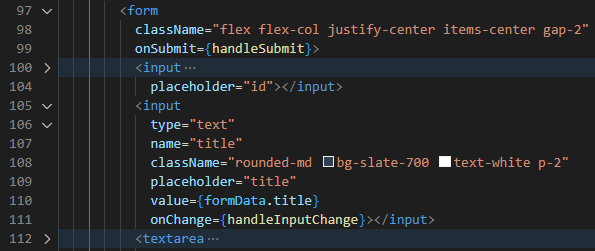 97 <form
98 className="flex flex-col justify-center items-center gap-2"
99 onSubmit={handleSubmit}>
100 <input ...
104 placeholder="id"></input>
105 <input
106 type="text"
107 name="title"
108 className="rounded-md bg-slate-700 text-white p-2"
109 placeholder="title"
110 value={formData.title}
111 onChange={handleInputChange}></input>
112 <textarea ...